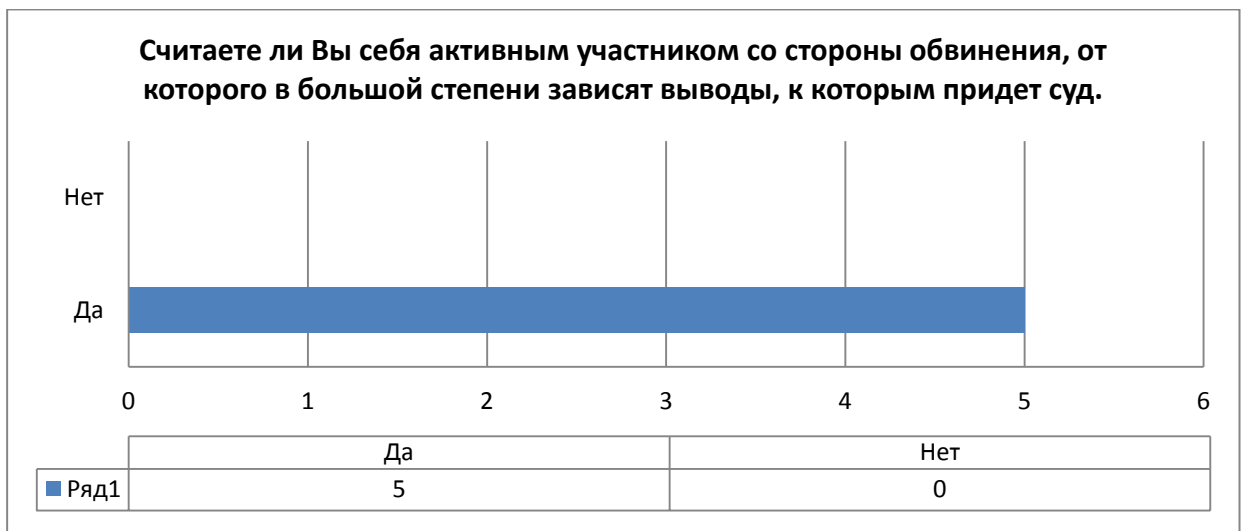 Считаете ли Вы себя активным участником со стороны обвинения, от
которого в большой степени зависят выводы, к которым придет суд.
Нет
Да
0 1 2 3 4 5 6
Да Нет
Ряд1 5 0